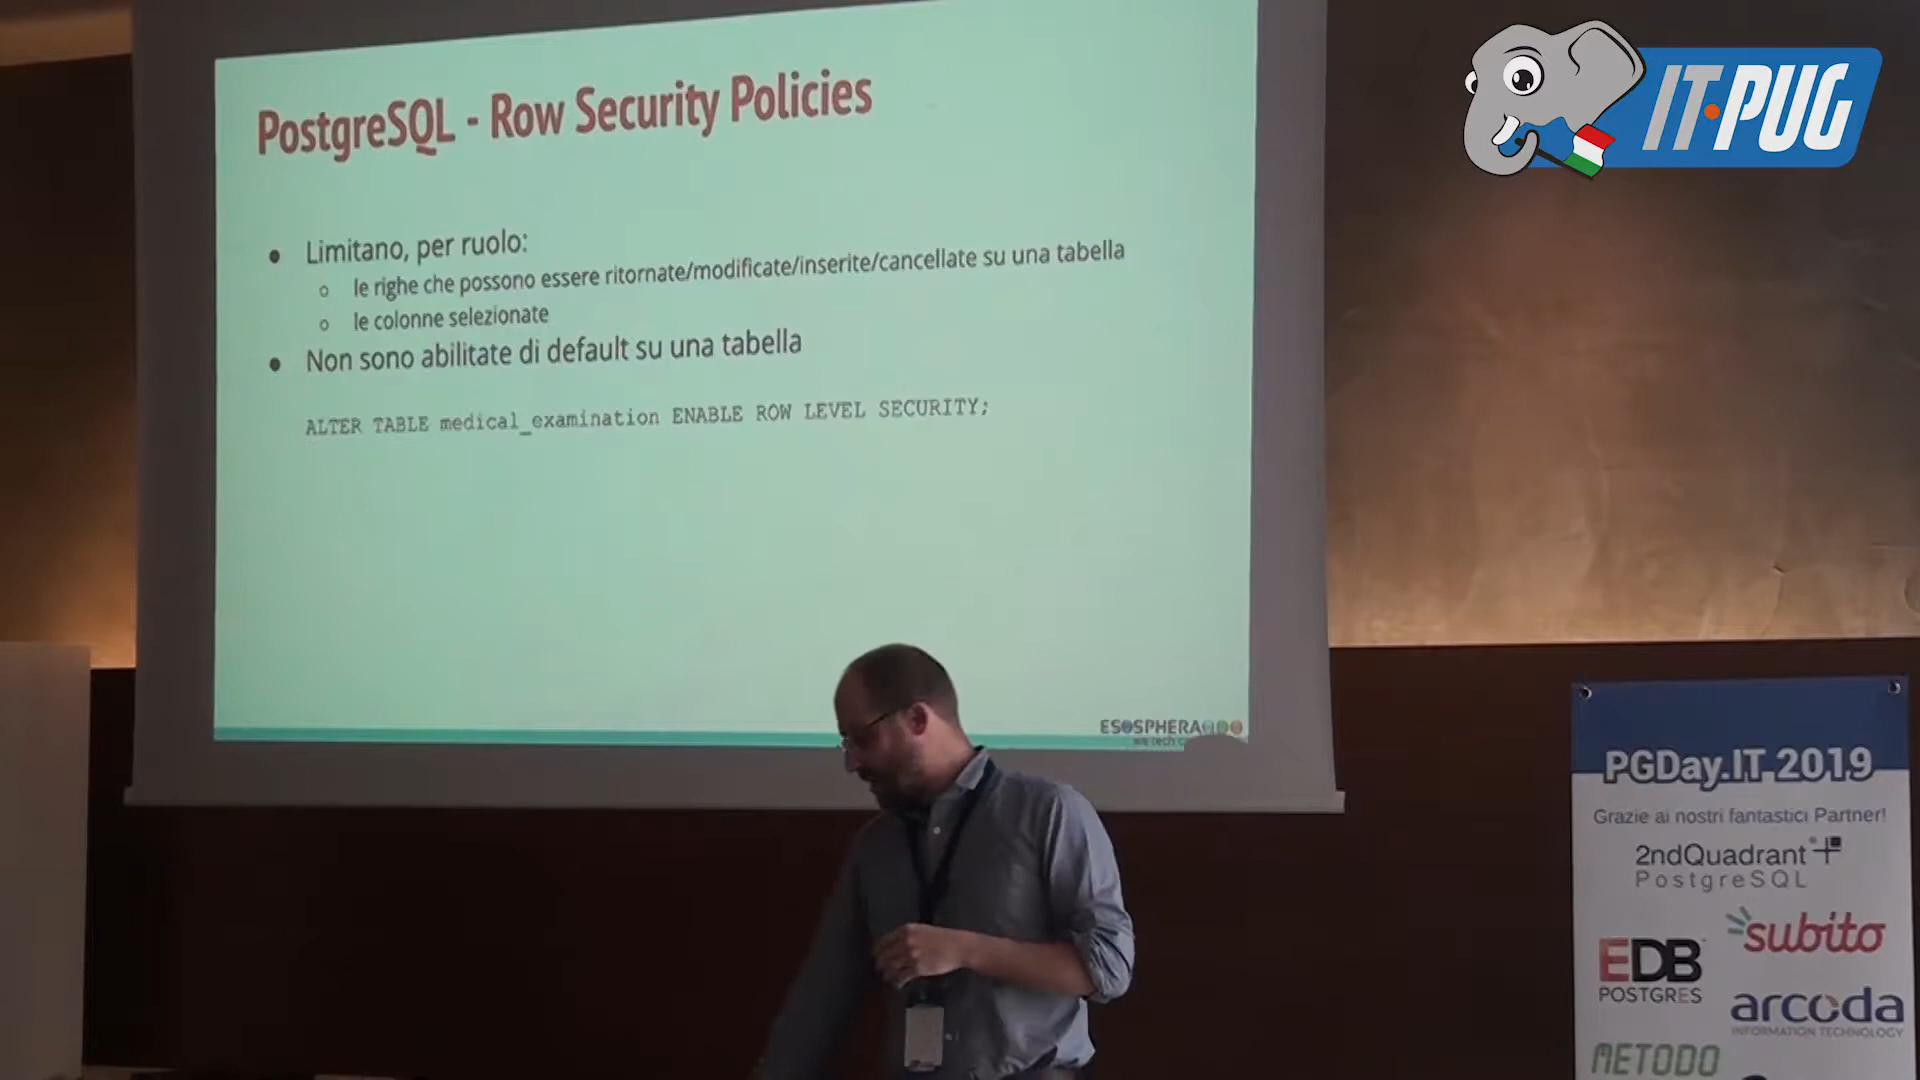 PostgreSQL - Row Security Policies
● Limitano, per ruolo:
○ le righe che possono essere ritornate/modificate/inserite/cancellate su una tabella
○ le colonne selezionate
● Non sono abilitate di default su una tabella
ALTER TABLE medical_examination ENABLE ROW LEVEL SECURITY;
ESOSPHERA
we tech c
IT·PUG
PGDay.IT 2019
Grazie ai nostri fantastici Partner!
2ndQuadrant
PostgreSQL
subito
EDB
POSTGRES
arcoda
INFORMATION TECHNOLOGY
METODO